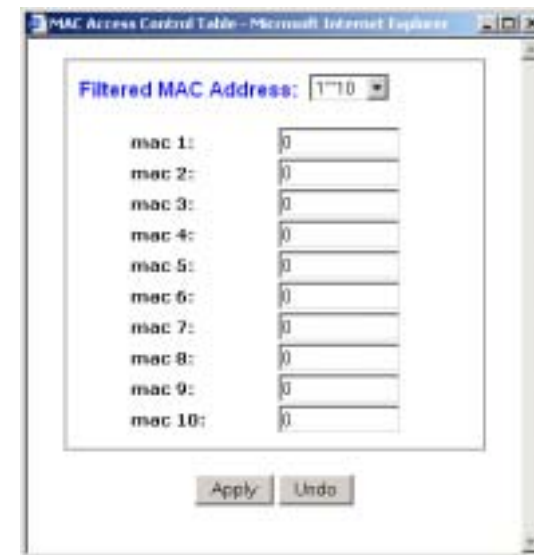 MAC Access Control Table - Microsoft Internet Explorer
Filtered MAC Address: 1~10
mac 1: 0
mac 2: 0
mac 3: 0
mac 4: 0
mac 5: 0
mac 6: 0
mac 7: 0
mac 8: 0
mac 9: 0
mac 10: 0
Apply Undo